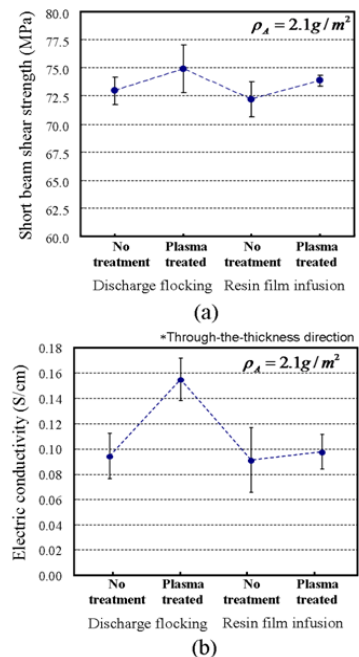 (a)
ρ_A = 2.1g/m²
Short beam shear strength (MPa)
77.5
75.0
72.5
70.0
67.5
65.0
62.5
60.0
No treatment
Plasma treated
No treatment
Plasma treated
Discharge flocking
Resin film infusion
(a)
*Through-the-thickness direction
ρ_A = 2.1g/m²
Electric conductivity (S/cm)
0.18
0.16
0.14
0.12
0.10
0.08
0.06
0.04
0.02
0.00
No treatment
Plasma treated
No treatment
Plasma treated
Discharge flocking
Resin film infusion
(b)